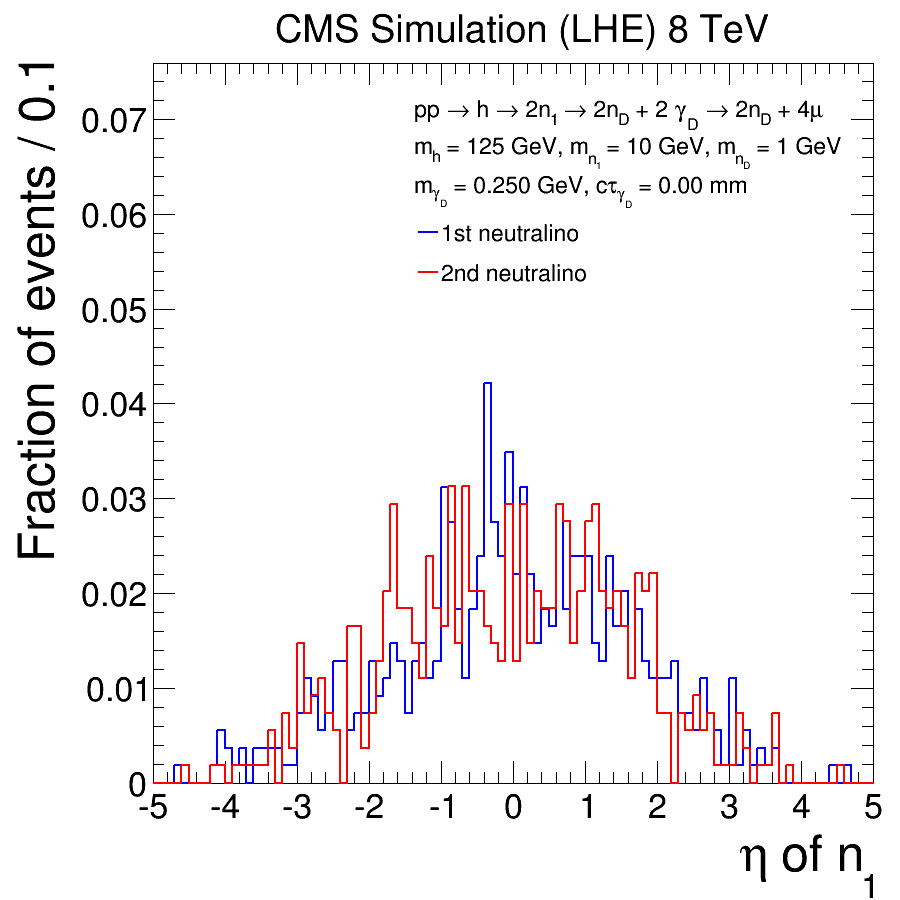 CMS Simulation (LHE) 8 TeV
Fraction of events / 0.1
pp → h → 2n1 → 2nD + 2 γD → 2nD + 4μ
mh = 125 GeV, mn1 = 10 GeV, mnD = 1 GeV
mγD = 0.250 GeV, cτγD = 0.00 mm
1st neutralino
2nd neutralino
0.07
0.06
0.05
0.04
0.03
0.02
0.01
0
-5 -4 -3 -2 -1 0 1 2 3 4 5
η of n1